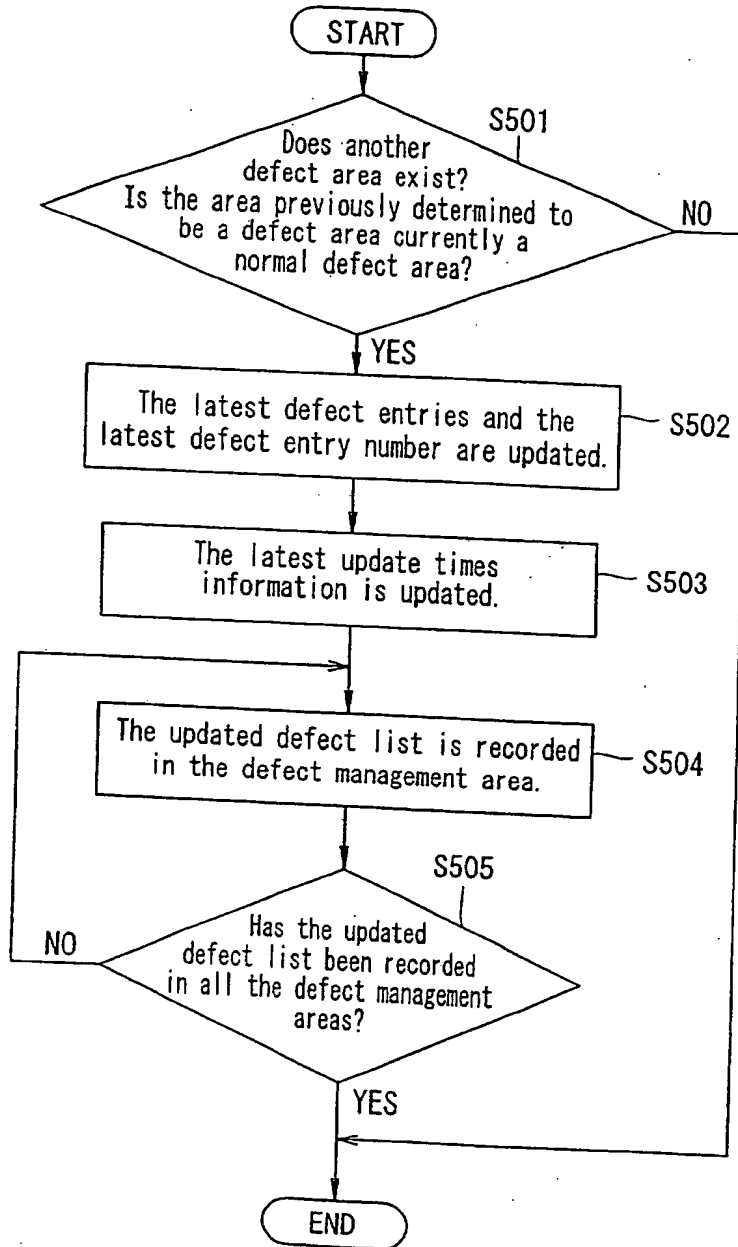 START
S501
Does another
defect area exist?
Is the area previously determined to
be a defect area currently a
normal defect area?
NO
YES
The latest defect entries and the
latest defect entry number are updated.
S502
The latest update times
information is updated.
S503
The updated defect list is recorded
in the defect management area.
S504
S505
Has the updated
defect list been recorded
in all the defect management
areas?
NO
YES
END